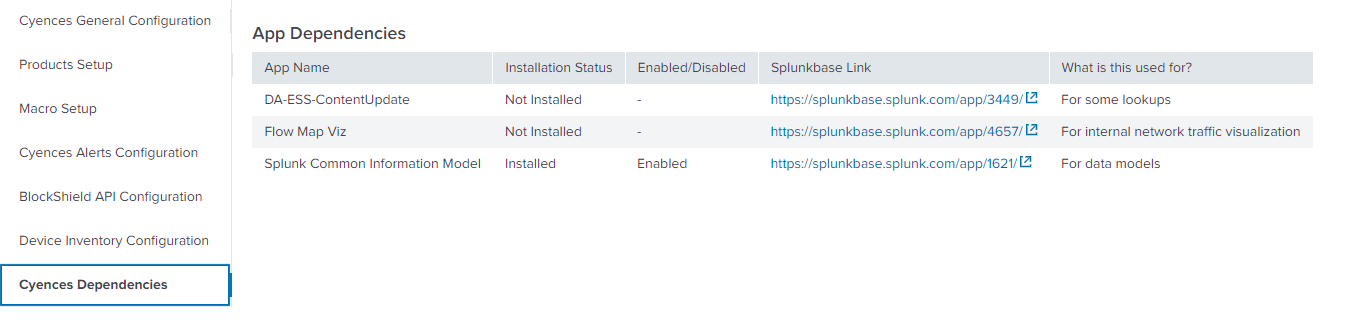 Cyences General Configuration
Products Setup
Macro Setup
Cyences Alerts Configuration
BlockShield API Configuration
Device Inventory Configuration
Cyences Dependencies
App Dependencies
App Name Installation Status Enabled/Disabled Splunkbase Link What is this used for?
DA-ESS-ContentUpdate Not Installed - https://splunkbase.splunk.com/app/3449/ For some lookups
Flow Map Viz Not Installed - https://splunkbase.splunk.com/app/4657/ For internal network traffic visualization
Splunk Common Information Model Installed Enabled https://splunkbase.splunk.com/app/1621/ For data models